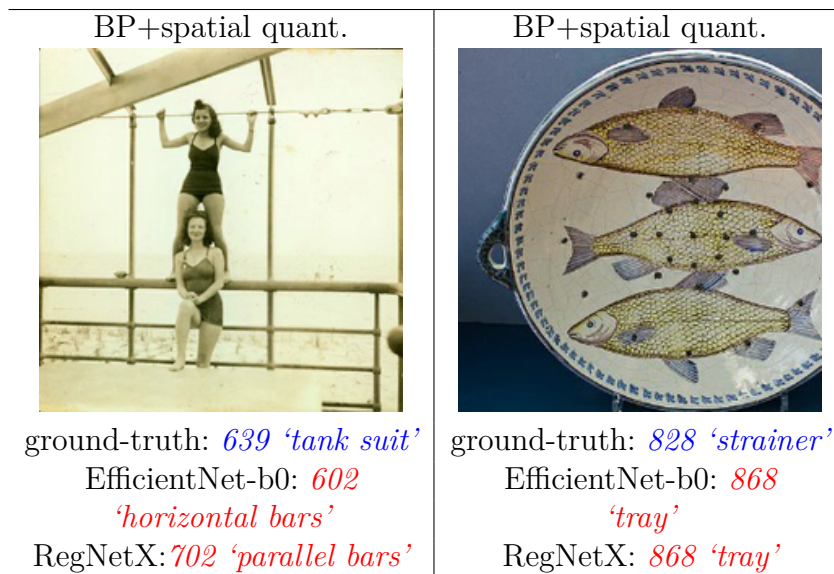 BP+spatial quant.
ground-truth: 639 ‘tank suit’
EfficientNet-b0: 602
‘horizontal bars’
RegNetX:702 ‘parallel bars’
BP+spatial quant.
ground-truth: 828 ‘strainer’
EfficientNet-b0: 868
‘tray’
RegNetX: 868 ‘tray’